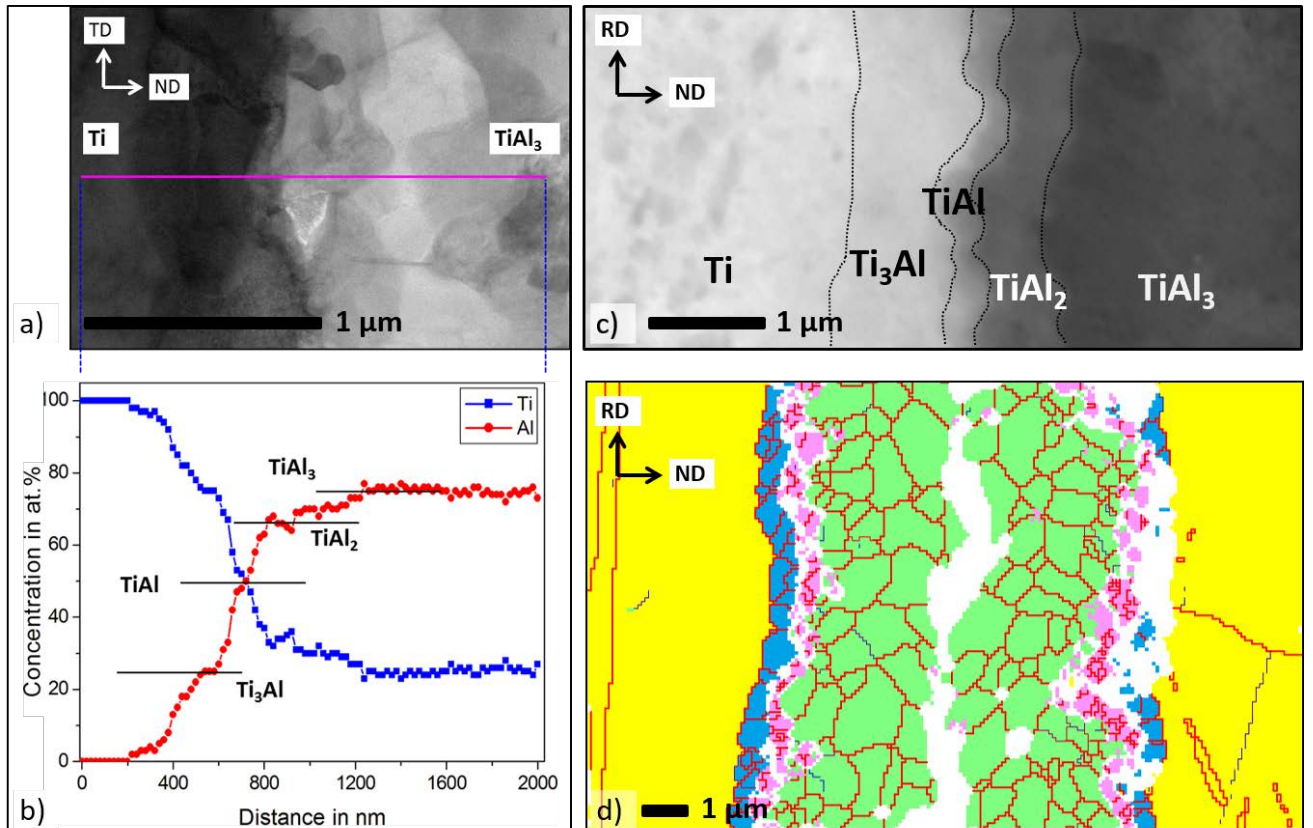 TD
ND
Ti
TiAl₃
a)
1 µm
RD
ND
Ti
Ti₃Al
TiAl
TiAl₂
TiAl₃
c)
1 µm
b)
Concentration in at.%
100
80
60
40
20
0
Ti
Al
TiAl₃
TiAl₂
TiAl
Ti₃Al
0 400 800 1200 1600 2000
Distance in nm
RD
ND
d)
1 µm